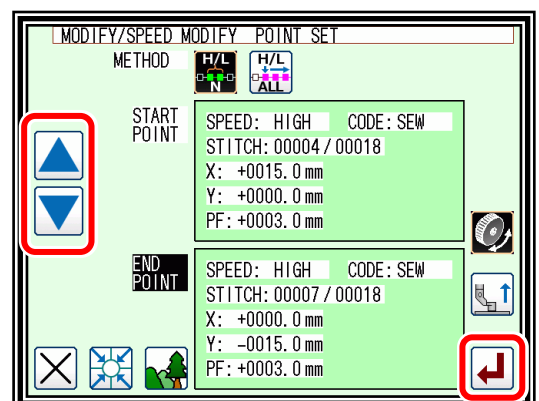 MODIFY/SPEED MODIFY POINT SET
METHOD H/L N H/L ALL
START POINT
SPEED: HIGH CODE: SEW
STITCH: 00004 / 00018
X: +0015.0 mm
Y: +0000.0 mm
PF: +0003.0 mm
END POINT
SPEED: HIGH CODE: SEW
STITCH: 00007 / 00018
X: +0000.0 mm
Y: -0015.0 mm
PF: +0003.0 mm